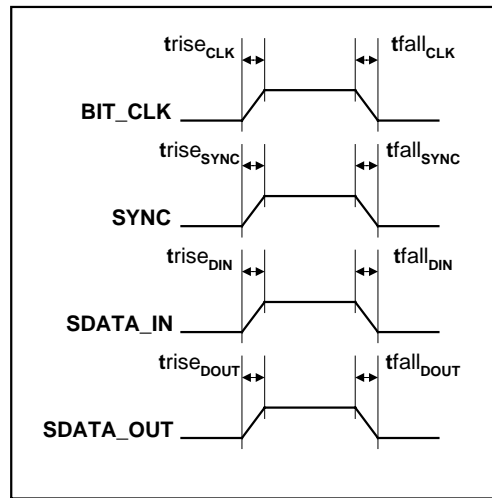 triseCLK tfallCLK
BIT_CLK
triseSYNC tfallSYNC
SYNC
triseDIN tfallDIN
SDATA_IN
triseDOUT tfallDOUT
SDATA_OUT